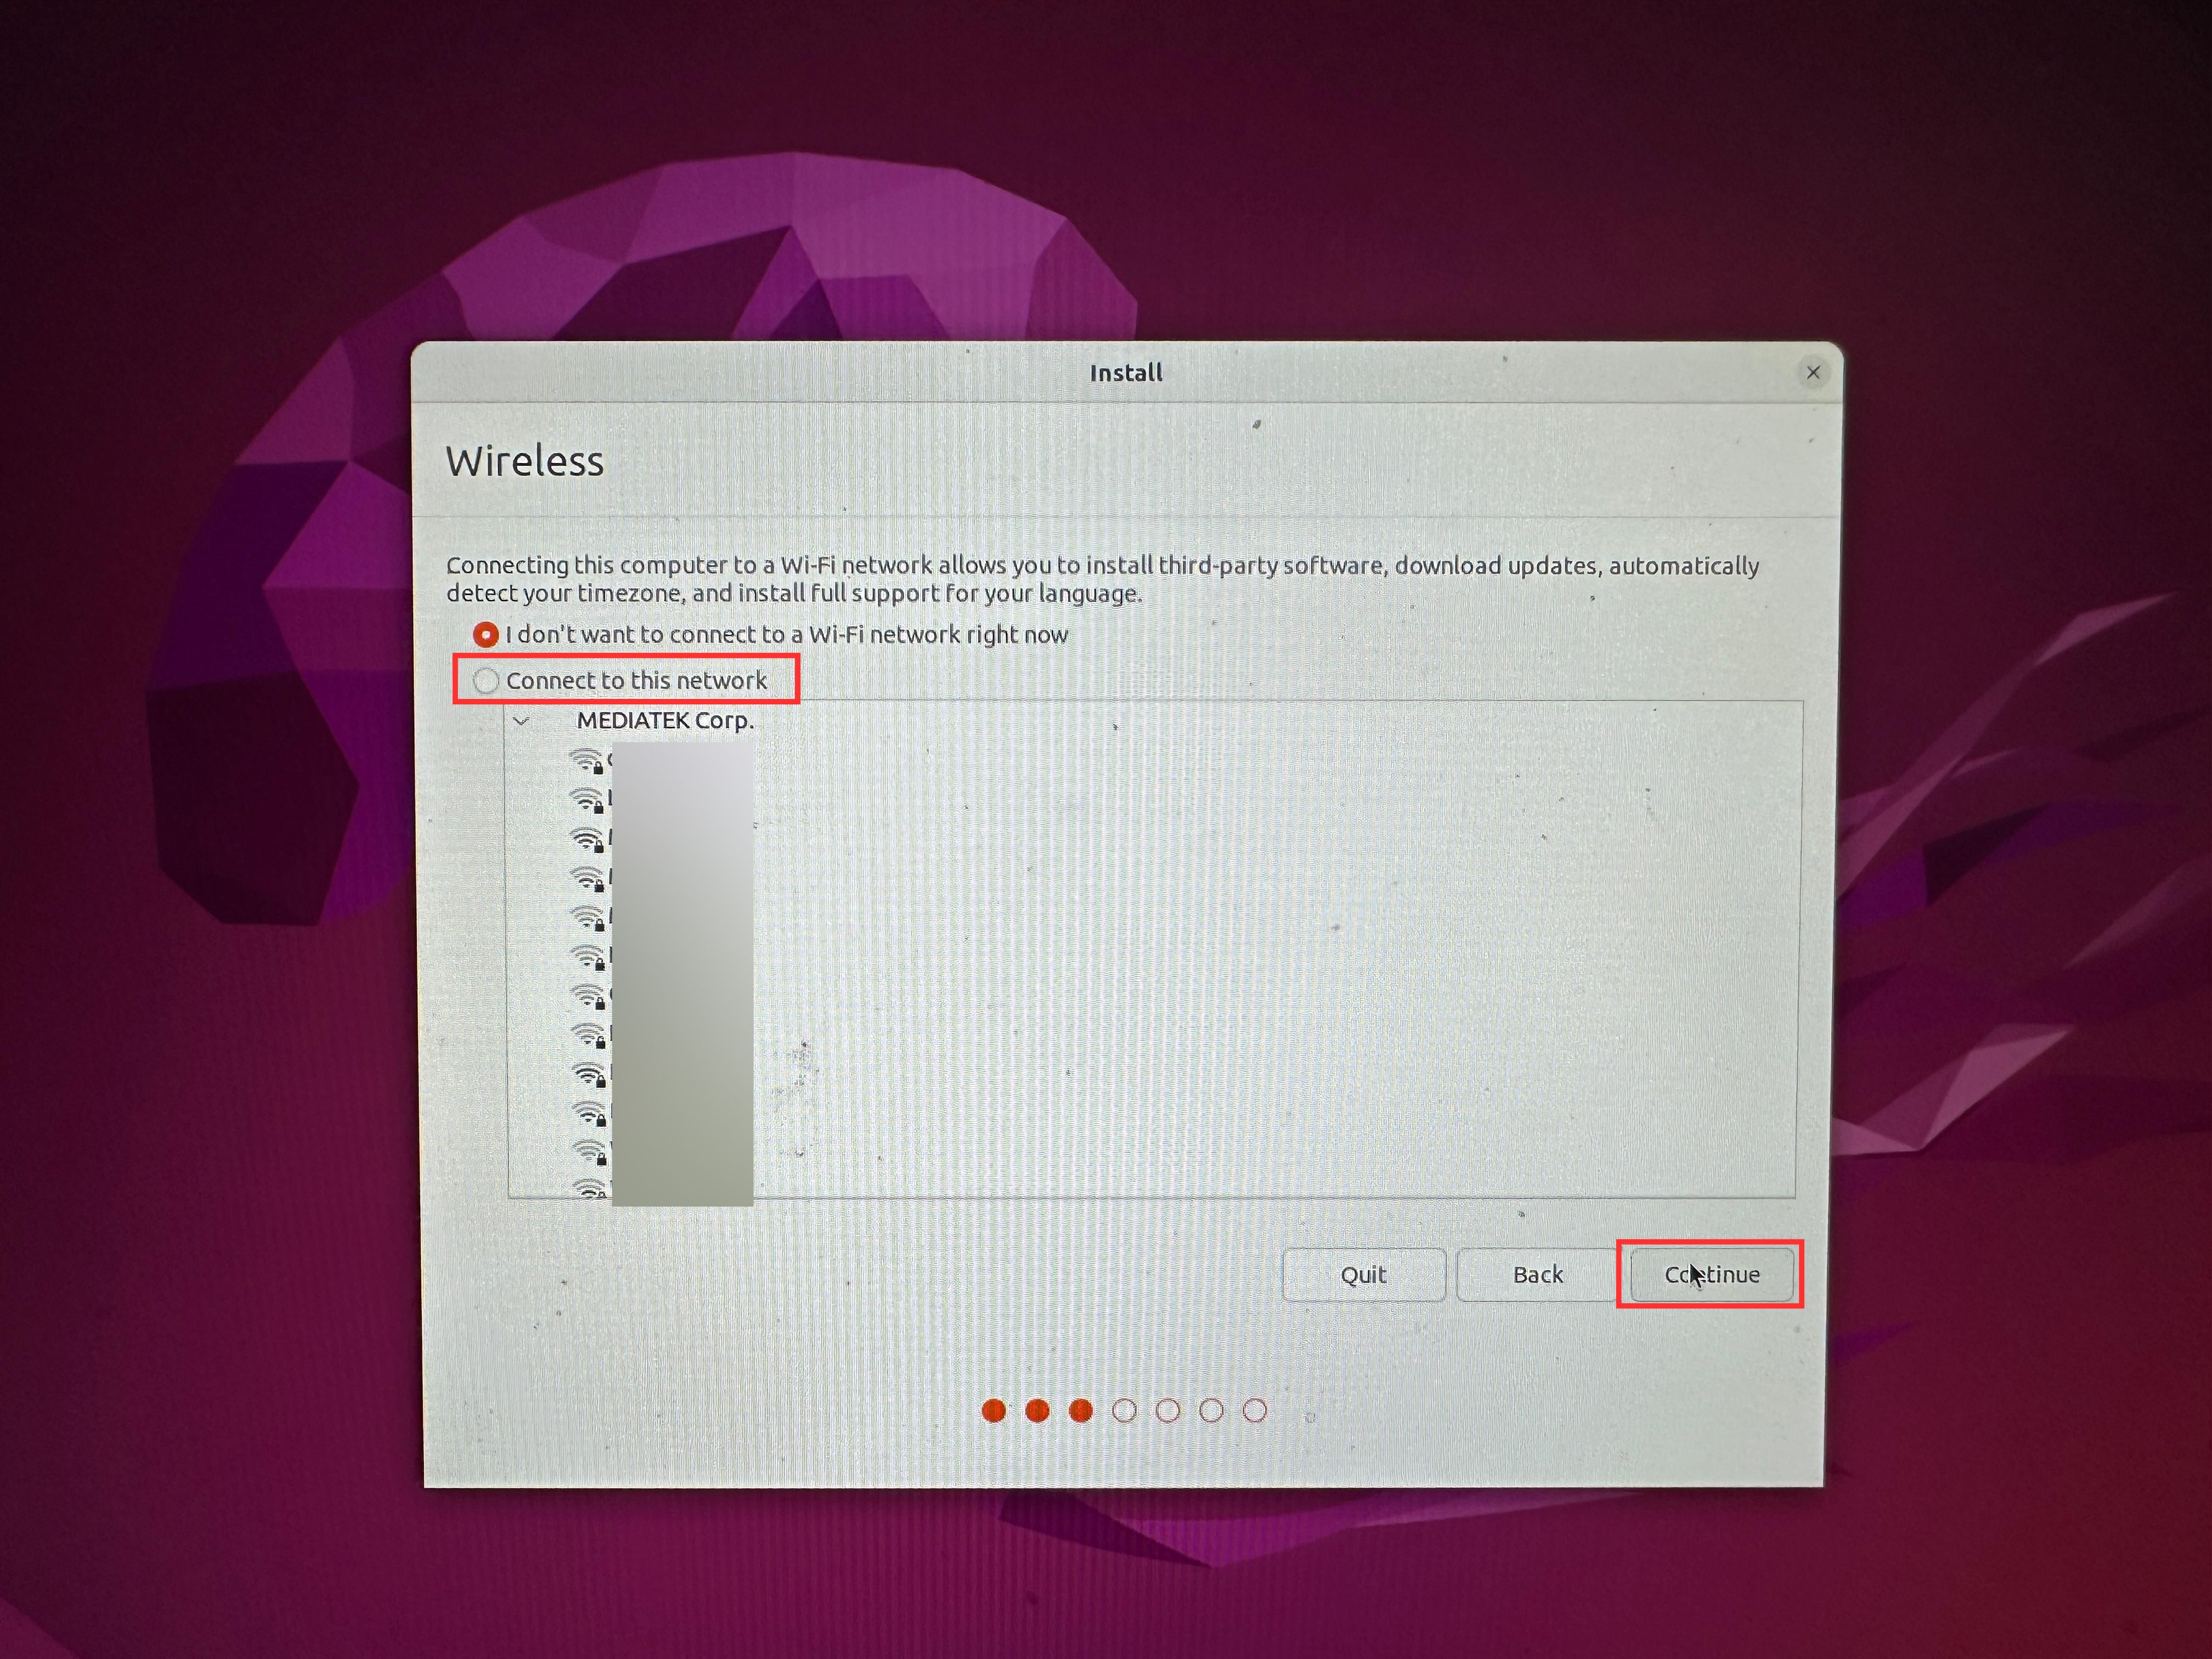 Install
Wireless
Connecting this computer to a Wi-Fi network allows you to install third-party software, download updates, automatically
detect your timezone, and install full support for your language.
I don't want to connect to a Wi-Fi network right now
Connect to this network
MEDIATEK Corp.
Quit
Back
Continue